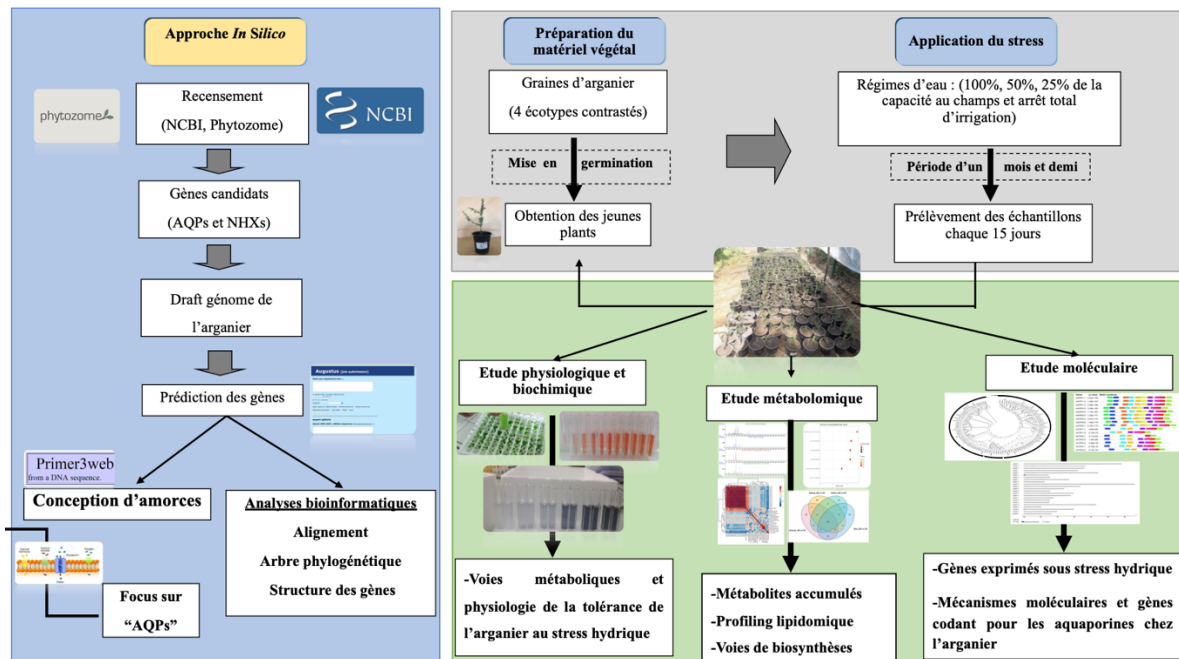 Approche In Silico
phytozome
NCBI
Recensement
(NCBI, Phytozome)
Gènes candidats
(AQPs et NHXs)
Draft génome de
l'arganier
Prédiction des gènes
Augustus
Primer3web
from a DNA sequence.
Conception d'amorces
Focus sur
“AQPs”
Analyses bioinformatiques
Alignement
Arbre phylogénétique
Structure des gènes
Préparation du
matériel végétal
Graines d'arganier
(4 écotypes contrastés)
Mise en germination
Obtention des jeunes
plants
Application du stress
Régimes d'eau : (100%, 50%, 25% de la
capacité au champs et arrêt total
d'irrigation)
Période d'un mois et demi
Prélèvement des échantillons
chaque 15 jours
Etude physiologique et
biochimique
-Voies métaboliques et
physiologie de la tolérance de
l'arganier au stress hydrique
Etude métabolomique
-Métabolites accumulés
-Profiling lipidomique
-Voies de biosynthèses
Etude moléculaire
-Gènes exprimés sous stress hydrique
-Mécanismes moléculaires et gènes
codant pour les aquaporines chez
l'arganier